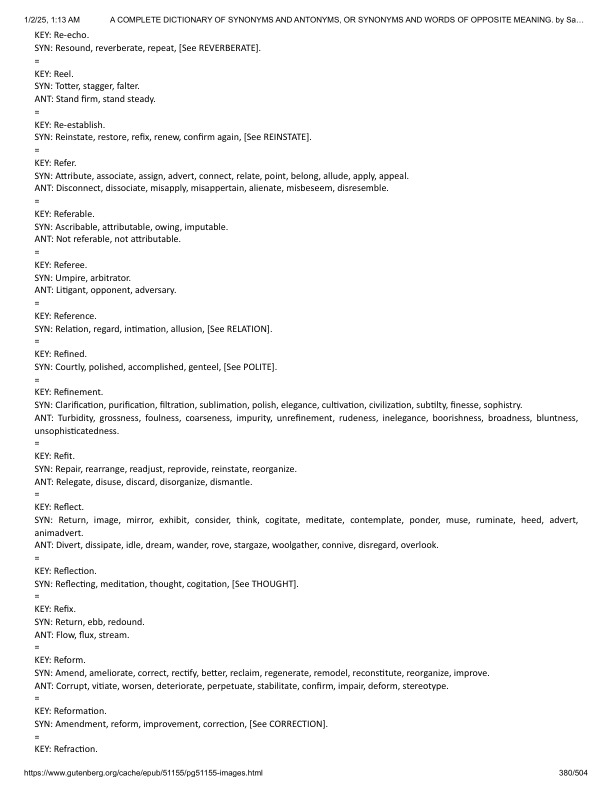 1/2/25, 1:13 AM A COMPLETE DICTIONARY OF SYNONYMS AND ANTONYMS, OR SYNONYMS AND WORDS OF OPPOSITE MEANING. by Sa…
KEY: Re-echo.
SYN: Resound, reverberate, repeat, [See REVERBERATE].
=
KEY: Reel.
SYN: Totter, stagger, falter.
ANT: Stand firm, stand steady.
=
KEY: Re-establish.
SYN: Reinstate, restore, refix, renew, confirm again, [See REINSTATE].
=
KEY: Refer.
SYN: Attribute, associate, assign, advert, connect, relate, point, belong, allude, apply, appeal.
ANT: Disconnect, dissociate, misapply, misappertain, alienate, misbeseem, disresemble.
=
KEY: Referable.
SYN: Ascribable, attributable, owing, imputable.
ANT: Not referable, not attributable.
=
KEY: Referee.
SYN: Umpire, arbitrator.
ANT: Litigant, opponent, adversary.
=
KEY: Reference.
SYN: Relation, regard, intimation, allusion, [See RELATION].
=
KEY: Refined.
SYN: Courtly, polished, accomplished, genteel, [See POLITE].
=
KEY: Refinement.
SYN: Clarification, purification, filtration, sublimation, polish, elegance, cultivation, civilization, subtilty, finesse, sophistry.
ANT: Turbidity, grossness, foulness, coarseness, impurity, unrefinement, rudeness, inelegance, boorishness, broadness, bluntness,
unsophisticatedness.
=
KEY: Refit.
SYN: Repair, rearrange, readjust, reprovide, reinstate, reorganize.
ANT: Relegate, disuse, discard, disorganize, dismantle.
=
KEY: Reflect.
SYN: Return, image, mirror, exhibit, consider, think, cogitate, meditate, contemplate, ponder, muse, ruminate, heed, advert,
animadvert.
ANT: Divert, dissipate, idle, dream, wander, rove, stargaze, woolgather, connive, disregard, overlook.
=
KEY: Reflection.
SYN: Reflecting, meditation, thought, cogitation, [See THOUGHT].
=
KEY: Refix.
SYN: Return, ebb, redound.
ANT: Flow, flux, stream.
=
KEY: Reform.
SYN: Amend, ameliorate, correct, rectify, better, reclaim, regenerate, remodel, reconstitute, reorganize, improve.
ANT: Corrupt, vitiate, worsen, deteriorate, perpetuate, stabilitate, confirm, impair, deform, stereotype.
=
KEY: Reformation.
SYN: Amendment, reform, improvement, correction, [See CORRECTION].
=
KEY: Refraction.
https://www.gutenberg.org/cache/epub/51155/pg51155-images.html 380/504